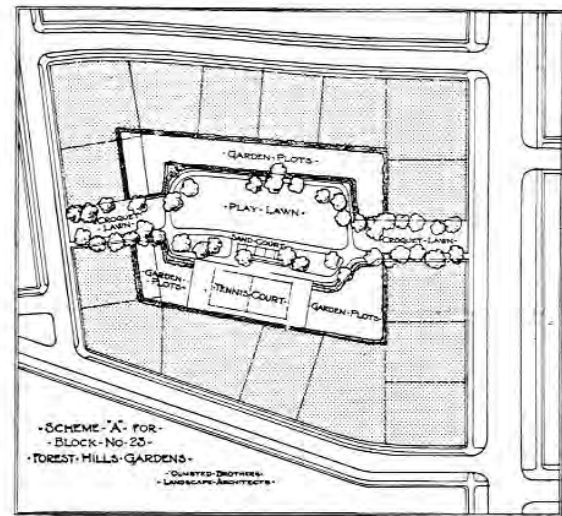 - GARDEN PLOTS -
- PLAY - LAWN -
- CROQUET -
LAWN -
SAND-COURT
- CROQUET - LAWN -
- GARDEN -
- PLOTS -
- TENNIS - COURT
GARDEN - PLOTS
- SCHEME - "A" - FOR -
- BLOCK - NO - 23 -
- FOREST - HILLS - GARDENS -
- OLMSTED - BROTHERS -
- LANDSCAPE - ARCHITECTS -